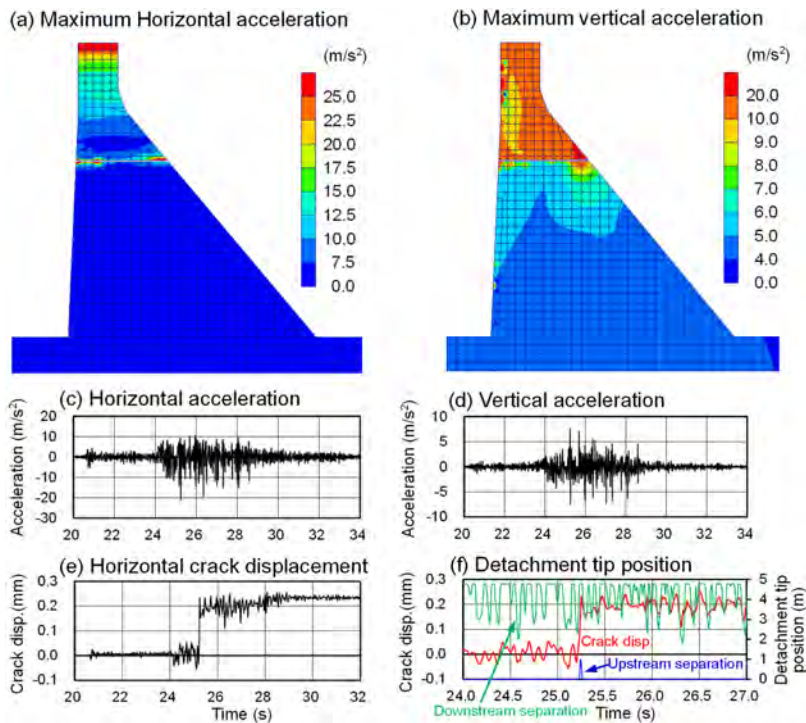 (a) Maximum Horizontal acceleration
(m/s²)
25.0
22.5
20.0
17.5
15.0
12.5
10.0
7.5
0.0
(b) Maximum vertical acceleration
(m/s²)
20.0
10.0
9.0
8.0
7.0
6.0
5.0
4.0
0.0
(c) Horizontal acceleration
Acceleration (m/s²)
20
10
0
-10
-20
-30
20 22 24 26 28 30 32 34
(d) Vertical acceleration
Acceleration (m/s²)
10
5
0
-5
-10
20 22 24 26 28 30 32 34
(e) Horizontal crack displacement
Crack disp.(mm)
0.3
0.2
0.1
0.0
-0.1
20 22 24 26 28 30 32
Time (s)
(f) Detachment tip position
Crack disp.(mm)
0.3
0.2
0.1
0.0
-0.1
Crack disp.
Upstream separation
Downstream separation
5
4
3
2
1
0
Detachment tip
position (m)
24.0 24.5 25.0 25.5 26.0 26.5 27.0
Time (s)